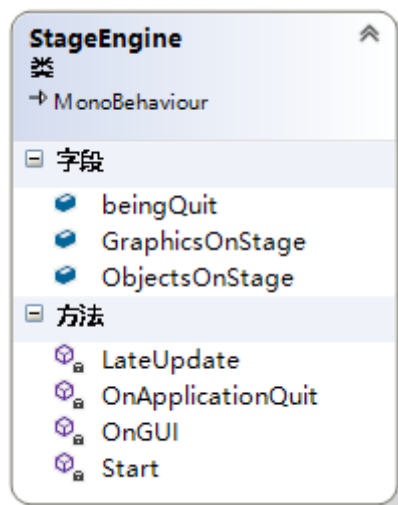 StageEngine
类
MonoBehaviour
字段
beingQuit
GraphicsOnStage
ObjectsOnStage
方法
LateUpdate
OnApplicationQuit
OnGUI
Start